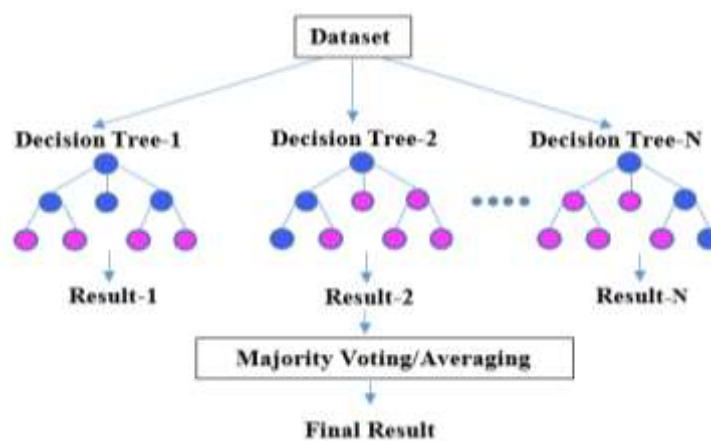 Dataset
Decision Tree-1
Decision Tree-2
Decision Tree-N
Result-1
Result-2
Result-N
Majority Voting/Averaging
Final Result